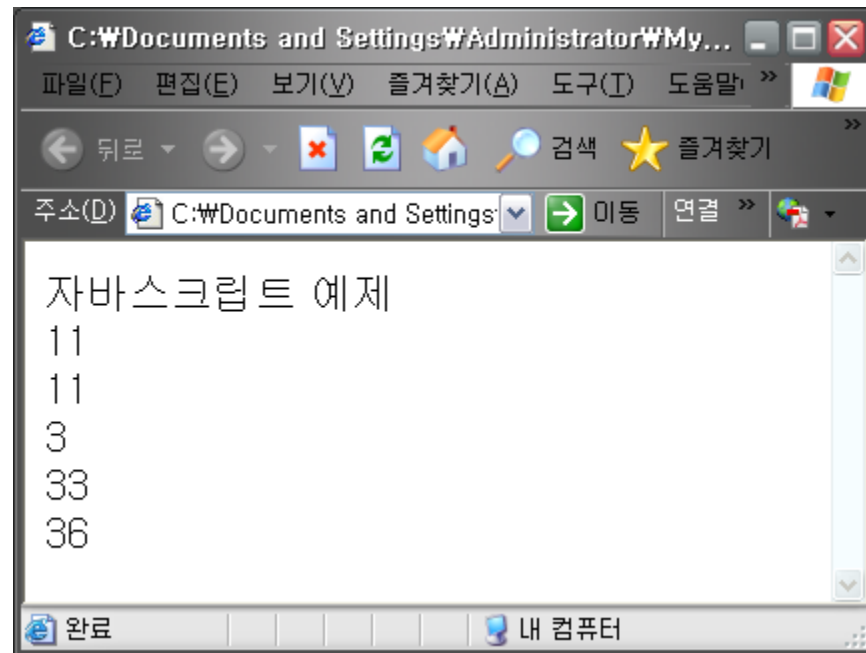 C:₩Documents and Settings₩Administrator₩My...
파일(F) 편집(E) 보기(V) 즐겨찾기(A) 도구(T) 도움말( »
뒤로 검색 즐겨찾기 »
주소(D) C:₩Documents and Settings 이동 연결 »
자바스크립트 예제
11
11
3
33
36
완료 내 컴퓨터